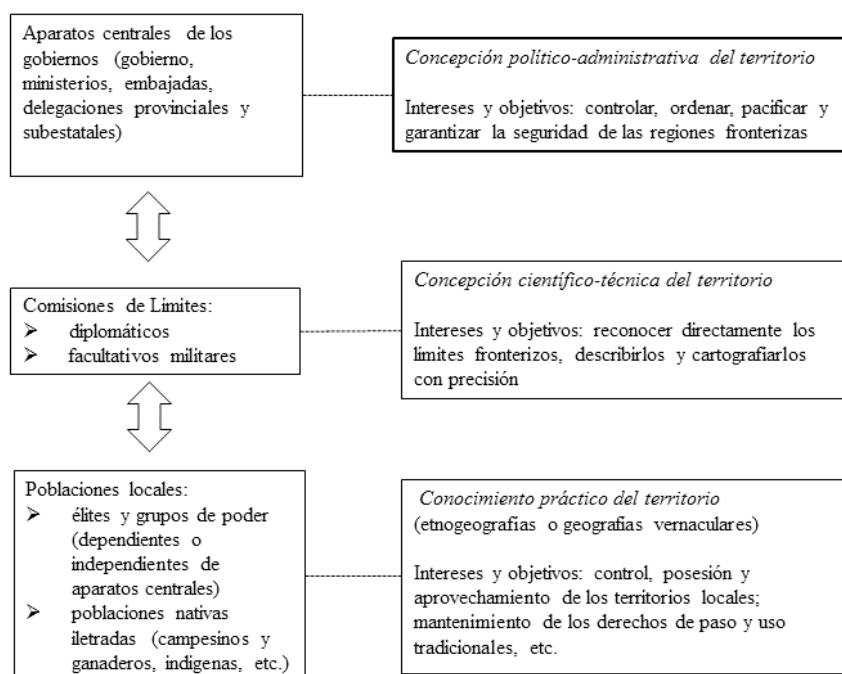 Aparatos centrales de los
gobiernos (gobierno,
ministerios, embajadas,
delegaciones provinciales y
subestatales)
Concepción político-administrativa del territorio
Intereses y objetivos: controlar, ordenar, pacificar y
garantizar la seguridad de las regiones fronterizas
Comisiones de Limites:
➢ diplomáticos
➢ facultativos militares
Concepción científico-técnica del territorio
Intereses y objetivos: reconocer directamente los
limites fronterizos, describirlos y cartografiarlos
con precisión
Poblaciones locales:
➢ élites y grupos de poder
(dependientes o
independientes de
aparatos centrales)
➢ poblaciones nativas
iletradas (campesinos y
ganaderos, indigenas, etc.)
Conocimiento práctico del territorio
(etnogeografías o geografías vernaculares)
Intereses y objetivos: control, posesión y
aprovechamiento de los territorios locales;
mantenimiento de los derechos de paso y uso
tradicionales, etc.